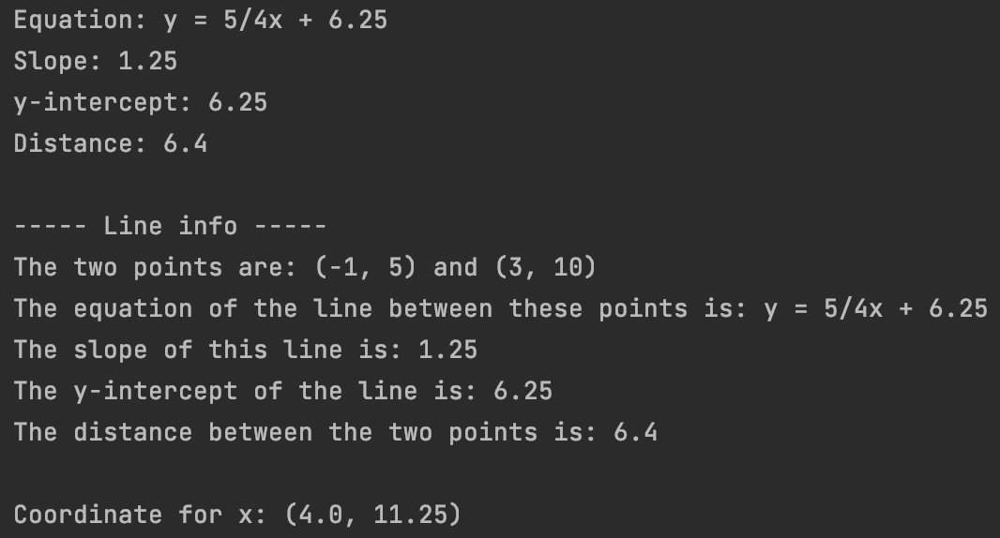 Equation: y = 5/4x + 6.25
Slope: 1.25
y-intercept: 6.25
Distance: 6.4
----- Line info -----
The two points are: (-1, 5) and (3, 10)
The equation of the line between these points is: y = 5/4x + 6.25
The slope of this line is: 1.25
The y-intercept of the line is: 6.25
The distance between the two points is: 6.4
Coordinate for x: (4.0, 11.25)